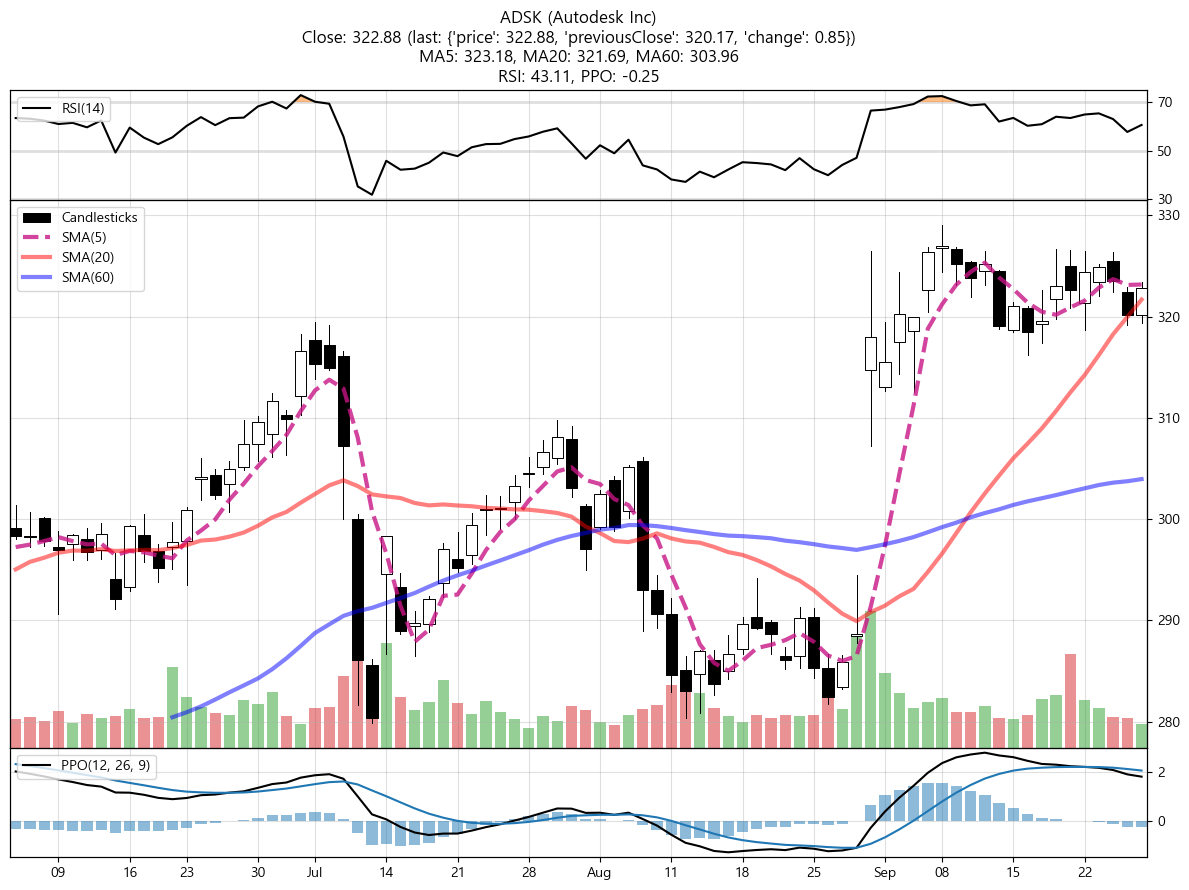 ADSK (Autodesk Inc)
Close: 322.88 (last: {'price': 322.88, 'previousClose': 320.17, 'change': 0.85})
MA5: 323.18, MA20: 321.69, MA60: 303.96
RSI: 43.11, PPO: -0.25
RSI(14)
70
50
30
Candlesticks
SMA(5)
SMA(20)
SMA(60)
330
320
310
300
290
280
PPO(12, 26, 9)
2
0
09 16 23 30 Jul 14 21 28 Aug 11 18 25 Sep 08 15 22